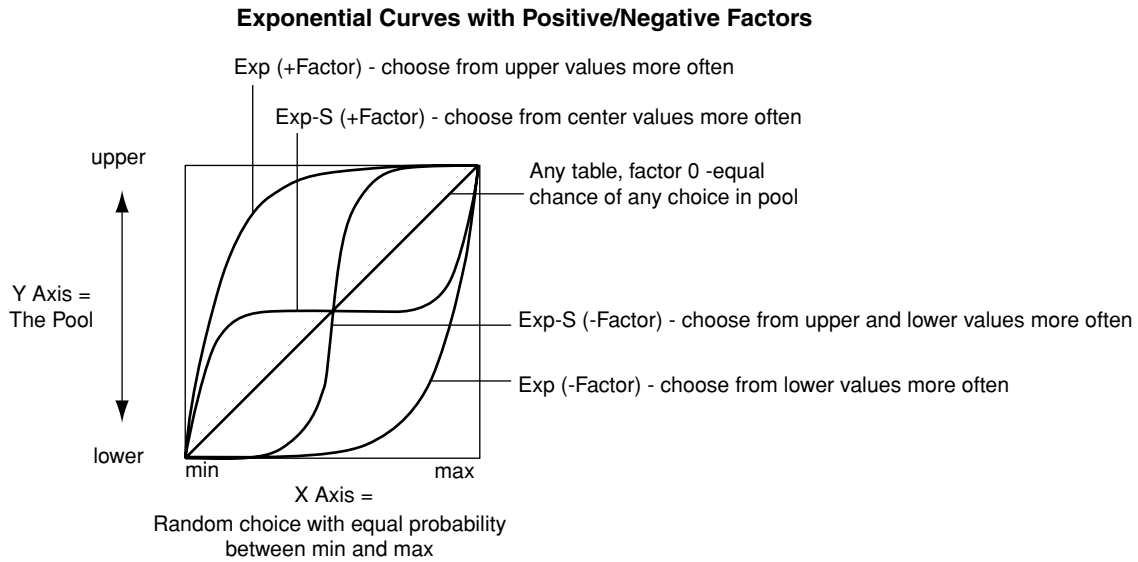 Exponential Curves with Positive/Negative Factors
Exp (+Factor) - choose from upper values more often
Exp-S (+Factor) - choose from center values more often
upper
Any table, factor 0 -equal
chance of any choice in pool
Y Axis =
The Pool
Exp-S (-Factor) - choose from upper and lower values more often
Exp (-Factor) - choose from lower values more often
lower
min
max
X Axis =
Random choice with equal probability
between min and max